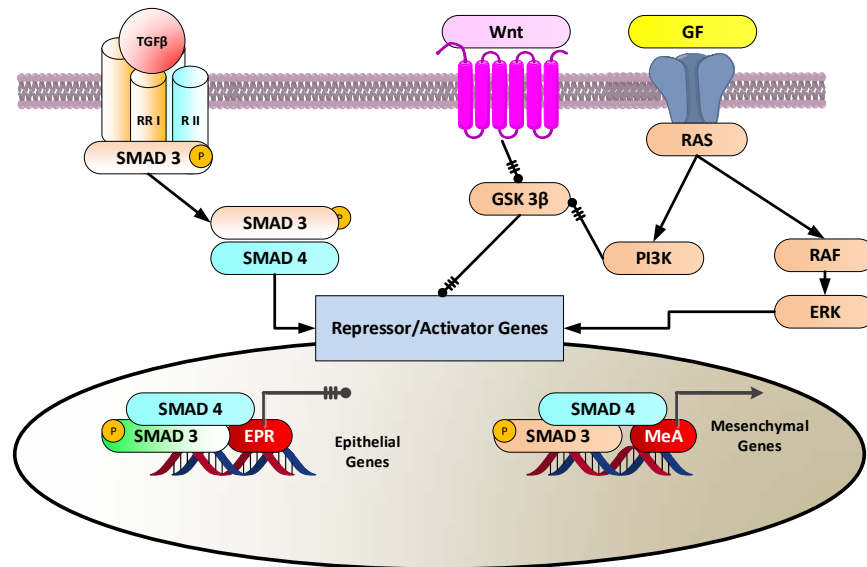 TGFβ
Wnt
GF
RR I
R II
SMAD 3
P
RAS
GSK 3β
SMAD 3
P
SMAD 4
PI3K
RAF
ERK
Repressor/Activator Genes
SMAD 4
P
SMAD 3
EPR
Epithelial
Genes
SMAD 4
P
SMAD 3
MeA
Mesenchymal
Genes